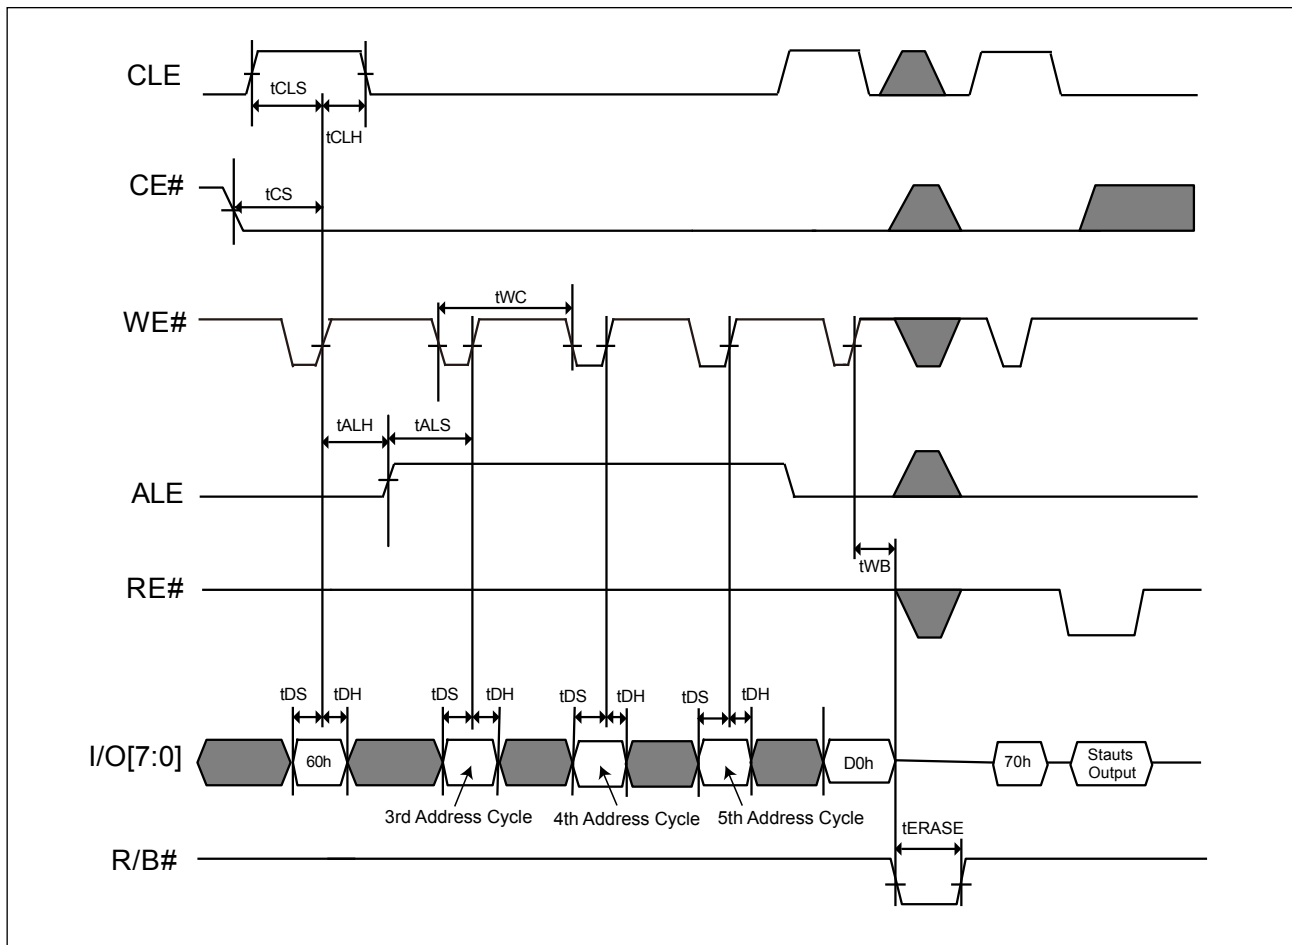 CLE
tCLS
tCLH
CE#
tCS
WE#
tWC
tALH
tALS
ALE
tWB
RE#
tDS
tDH
tDS
tDH
tDS
tDH
tDS
tDH
I/O[7:0]
60h
D0h
70h
Stauts
Output
3rd Address Cycle
4th Address Cycle
5th Address Cycle
tERASE
R/B#